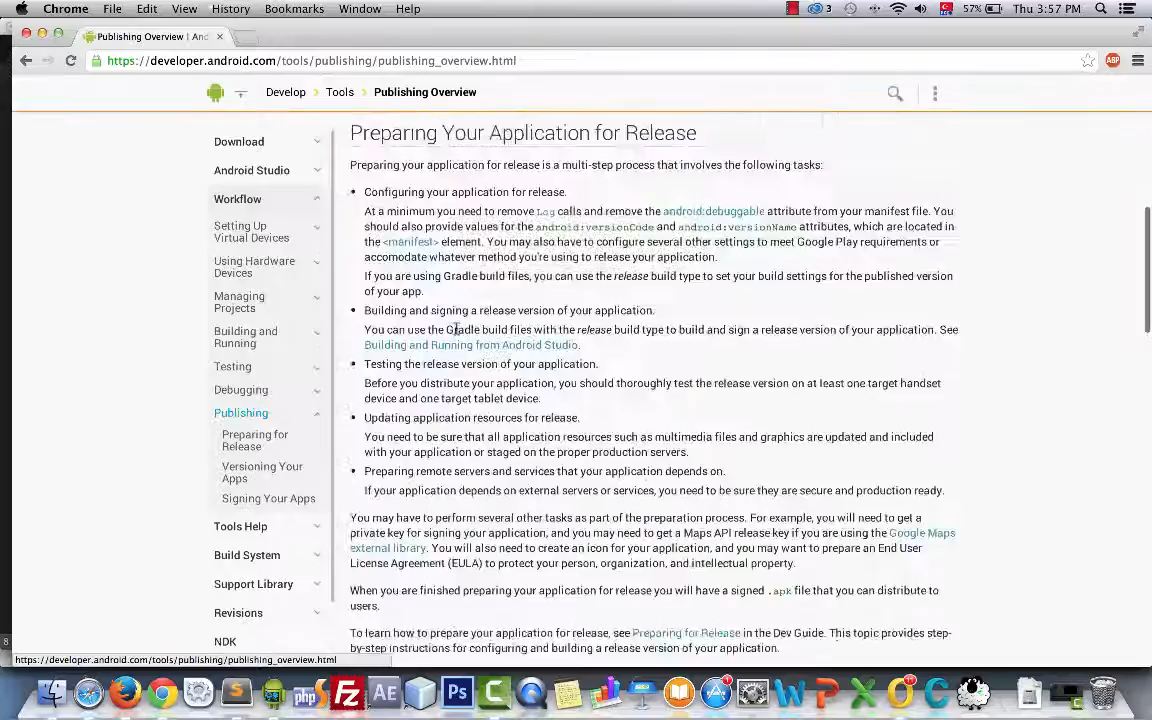 Chrome File Edit View History Bookmarks Window Help 3 57% Thu 3:57 PM
Publishing Overview | And
https://developer.android.com/tools/publishing/publishing_overview.html
ABP
Develop > Tools > Publishing Overview
Download
Android Studio
Workflow
Setting Up
Virtual Devices
Using Hardware
Devices
Managing
Projects
Building and
Running
Testing
Debugging
Publishing
Preparing for
Release
Versioning Your
Apps
Signing Your Apps
Tools Help
Build System
Support Library
Revisions
NDK
Preparing Your Application for Release
Preparing your application for release is a multi-step process that involves the following tasks:
• Configuring your application for release.
At a minimum you need to remove Log calls and remove the android:debuggable attribute from your manifest file. You
should also provide values for the android:versionCode and android:versionName attributes, which are located in
the <manifest> element. You may also have to configure several other settings to meet Google Play requirements or
accomodate whatever method you're using to release your application.
If you are using Gradle build files, you can use the release build type to set your build settings for the published version
of your app.
• Building and signing a release version of your application.
You can use the Gradle build files with the release build type to build and sign a release version of your application. See
Building and Running from Android Studio.
• Testing the release version of your application.
Before you distribute your application, you should thoroughly test the release version on at least one target handset
device and one target tablet device.
• Updating application resources for release.
You need to be sure that all application resources such as multimedia files and graphics are updated and included
with your application or staged on the proper production servers.
• Preparing remote servers and services that your application depends on.
If your application depends on external servers or services, you need to be sure they are secure and production ready.
You may have to perform several other tasks as part of the preparation process. For example, you will need to get a
private key for signing your application, and you may need to get a Maps API release key if you are using the Google Maps
external library. You will also need to create an icon for your application, and you may want to prepare an End User
License Agreement (EULA) to protect your person, organization, and intellectual property.
When you are finished preparing your application for release you will have a signed .apk file that you can distribute to
users.
To learn how to prepare your application for release, see Preparing for Release in the Dev Guide. This topic provides step-
by-step instructions for configuring and building a release version of your application.
8
https://developer.android.com/tools/publishing/publishing_overview.html
php
Fz
AE
Ps
C
W
P
X
O
C